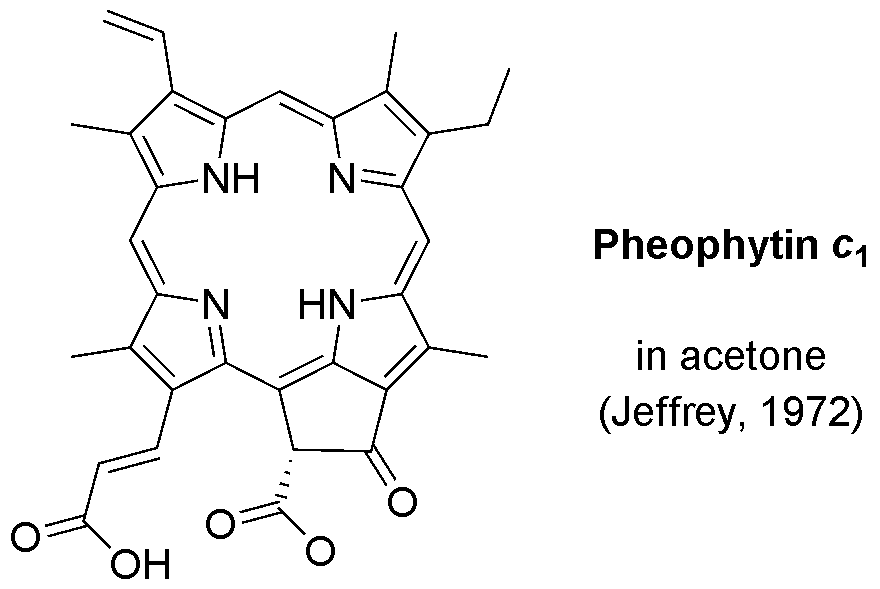 NH
N
N
HN
O
OH
O
O
O
Pheophytin c₁
in acetone
(Jeffrey, 1972)